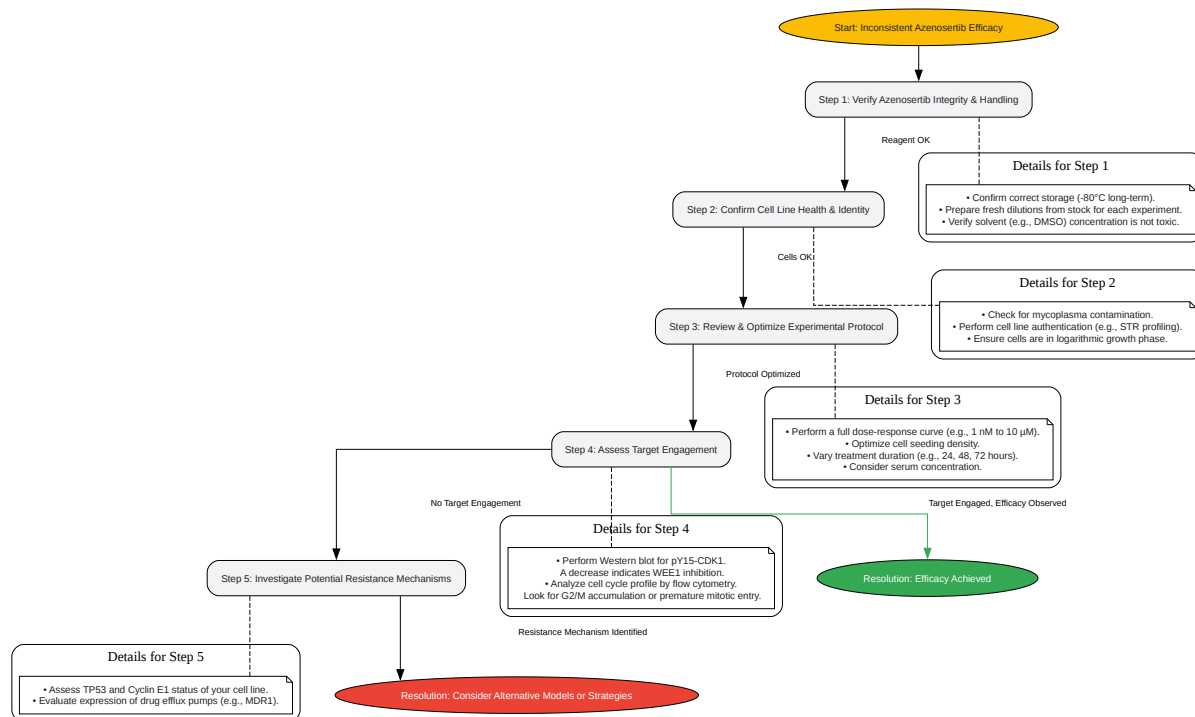 Start: Inconsistent Azenosertib Efficacy
Step 1: Verify Azenosertib Integrity & Handling
Reagent OK
Details for Step 1
• Confirm correct storage (-80°C long-term).
• Prepare fresh dilutions from stock for each experiment.
• Verify solvent (e.g., DMSO) concentration is not toxic.
Step 2: Confirm Cell Line Health & Identity
Cells OK
Details for Step 2
• Check for mycoplasma contamination.
• Perform cell line authentication (e.g., STR profiling).
• Ensure cells are in logarithmic growth phase.
Step 3: Review & Optimize Experimental Protocol
Protocol Optimized
Details for Step 3
• Perform a full dose-response curve (e.g., 1 nM to 10 µM).
• Optimize cell seeding density.
• Vary treatment duration (e.g., 24, 48, 72 hours).
• Consider serum concentration.
Step 4: Assess Target Engagement
No Target Engagement
Target Engaged, Efficacy Observed
Details for Step 4
• Perform Western blot for pY15-CDK1.
A decrease indicates WEE1 inhibition.
• Analyze cell cycle profile by flow cytometry.
Look for G2/M accumulation or premature mitotic entry.
Resolution: Efficacy Achieved
Step 5: Investigate Potential Resistance Mechanisms
Resistance Mechanism Identified
Details for Step 5
• Assess TP53 and Cyclin E1 status of your cell line.
• Evaluate expression of drug efflux pumps (e.g., MDR1).
Resolution: Consider Alternative Models or Strategies